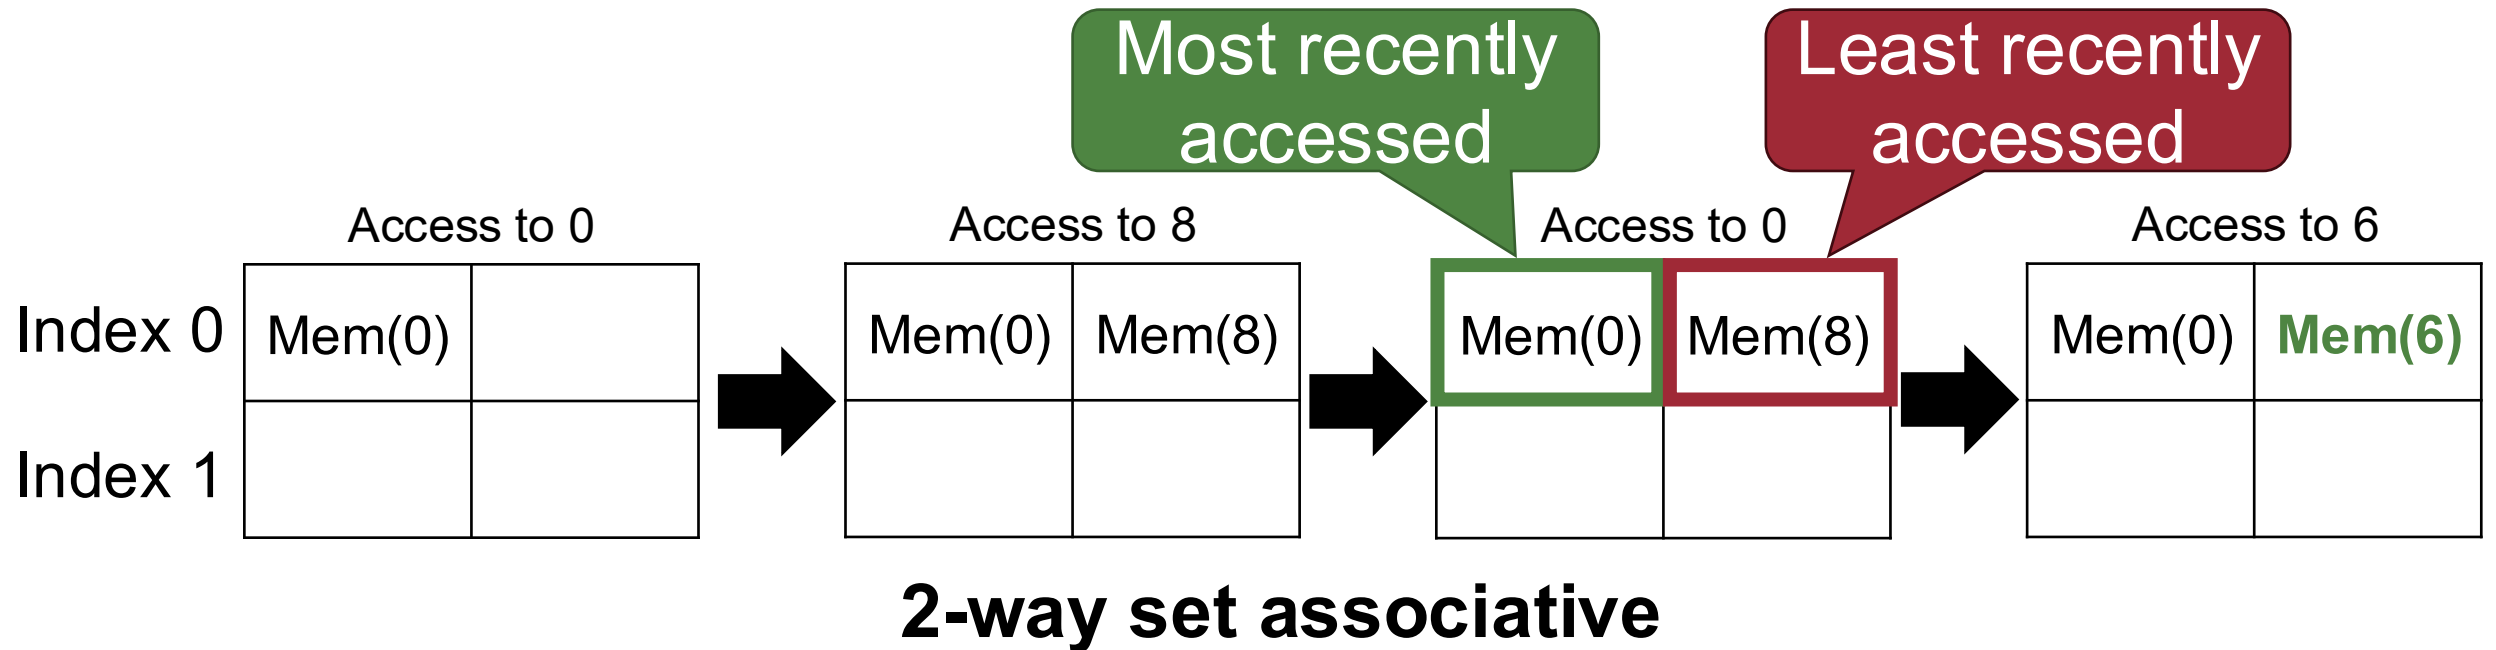 Most recently
accessed
Least recently
accessed
Access to 0
Access to 8
Access to 0
Access to 6
Index 0
Mem(0)
Mem(0)
Mem(8)
Mem(0)
Mem(8)
Mem(0)
Mem(6)
Index 1
2-way set associative